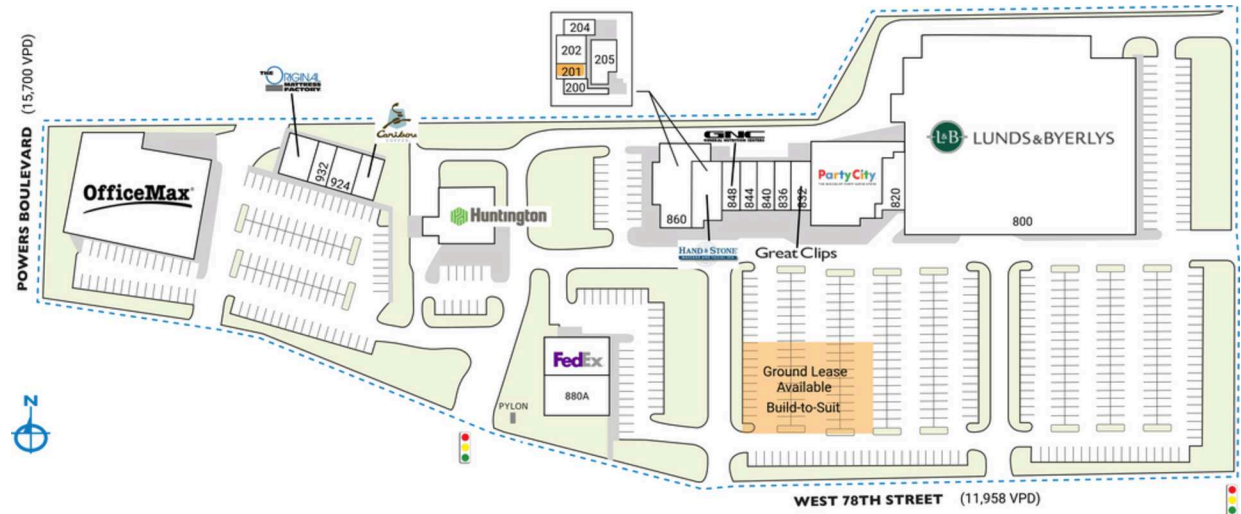 POWERS BOULEVARD (15,700 VPD)
OfficeMax
THE ORIGINAL
MATTRESS
FACTORY
932
924
Caribou
COFFEE
Huntington
204
202
205
201
200
860
HAND & STONE
GNC
848
844
840
836
832
Great Clips
PartyCity
820
L&B
LUNDS & BYERLYS
800
FedEx
880A
PYLON
Ground Lease
Available
Build-to-Suit
N
WEST 78TH STREET (11,958 VPD)